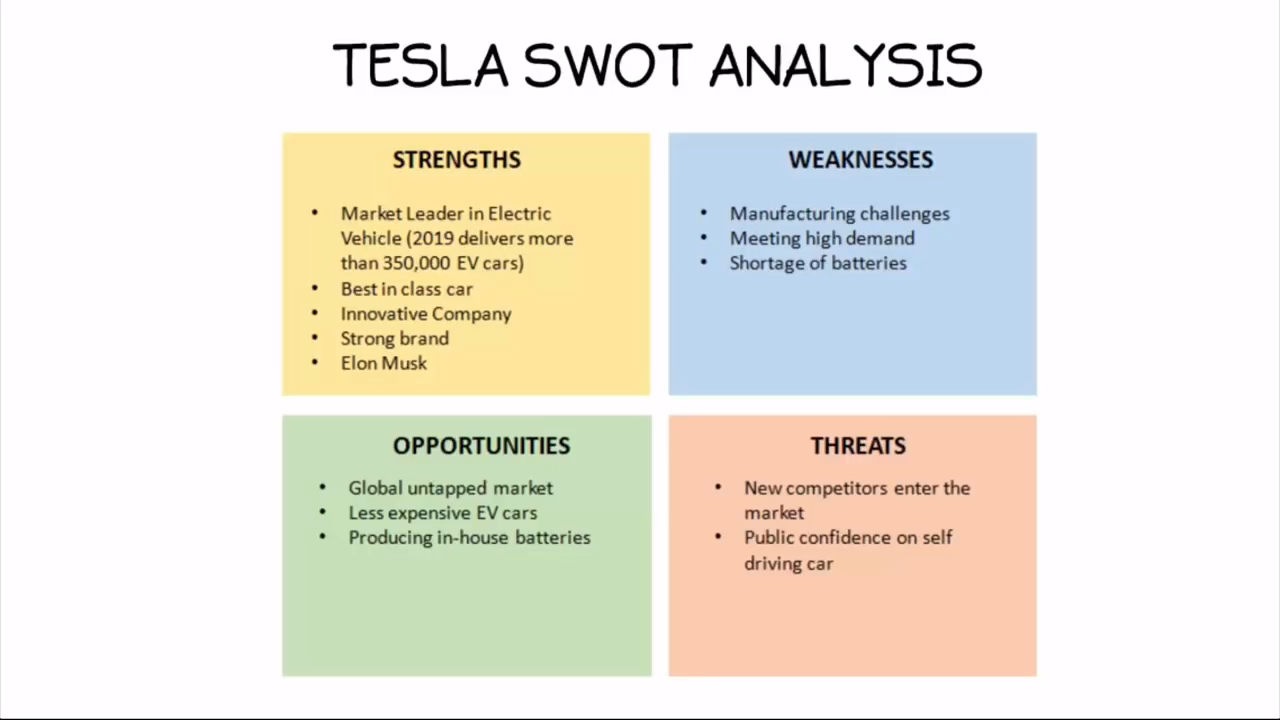 TESLA SWOT ANALYSIS
STRENGTHS
• Market Leader in Electric
Vehicle (2019 delivers more
than 350,000 EV cars)
• Best in class car
• Innovative Company
• Strong brand
• Elon Musk
WEAKNESSES
• Manufacturing challenges
• Meeting high demand
• Shortage of batteries
OPPORTUNITIES
• Global untapped market
• Less expensive EV cars
• Producing in-house batteries
THREATS
• New competitors enter the
market
• Public confidence on self
driving car